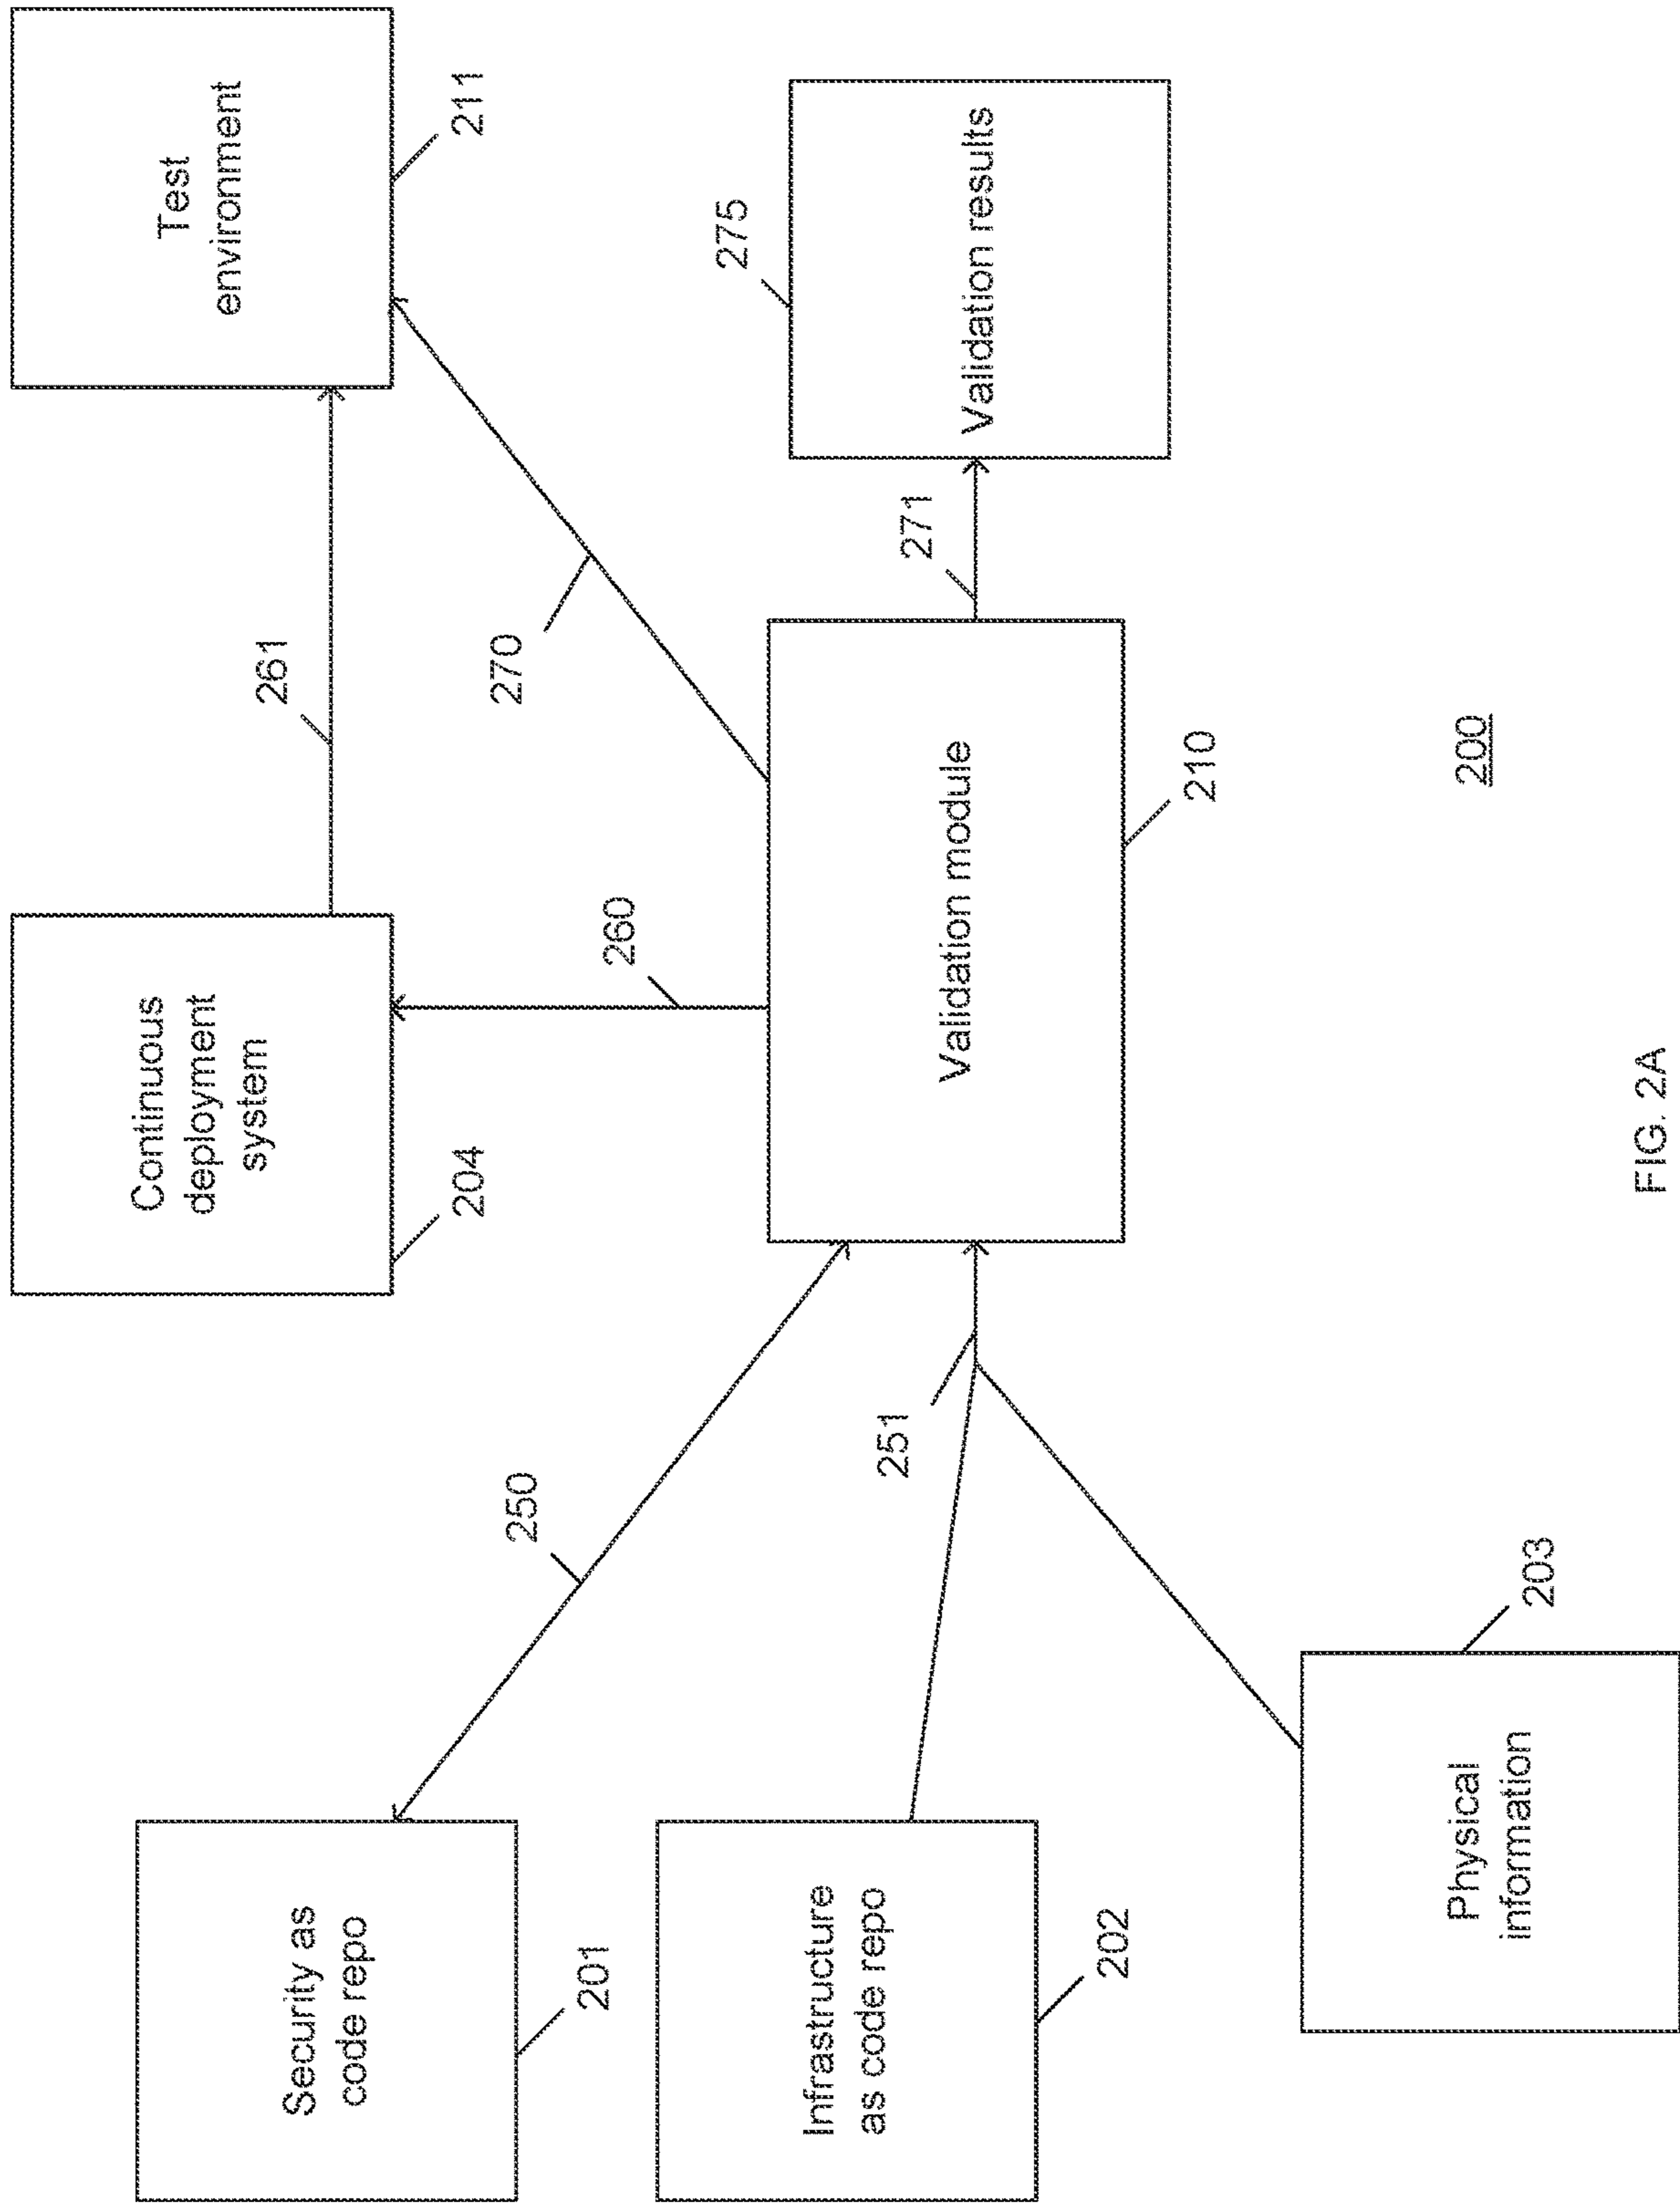 Security as
code repo
201
Infrastructure
as code repo
202
Physical
information
203
250
251
Continuous
deployment
system
204
260
261
Validation module
210
270
271
Test
environment
211
275
Validation results
200
FIG. 2A